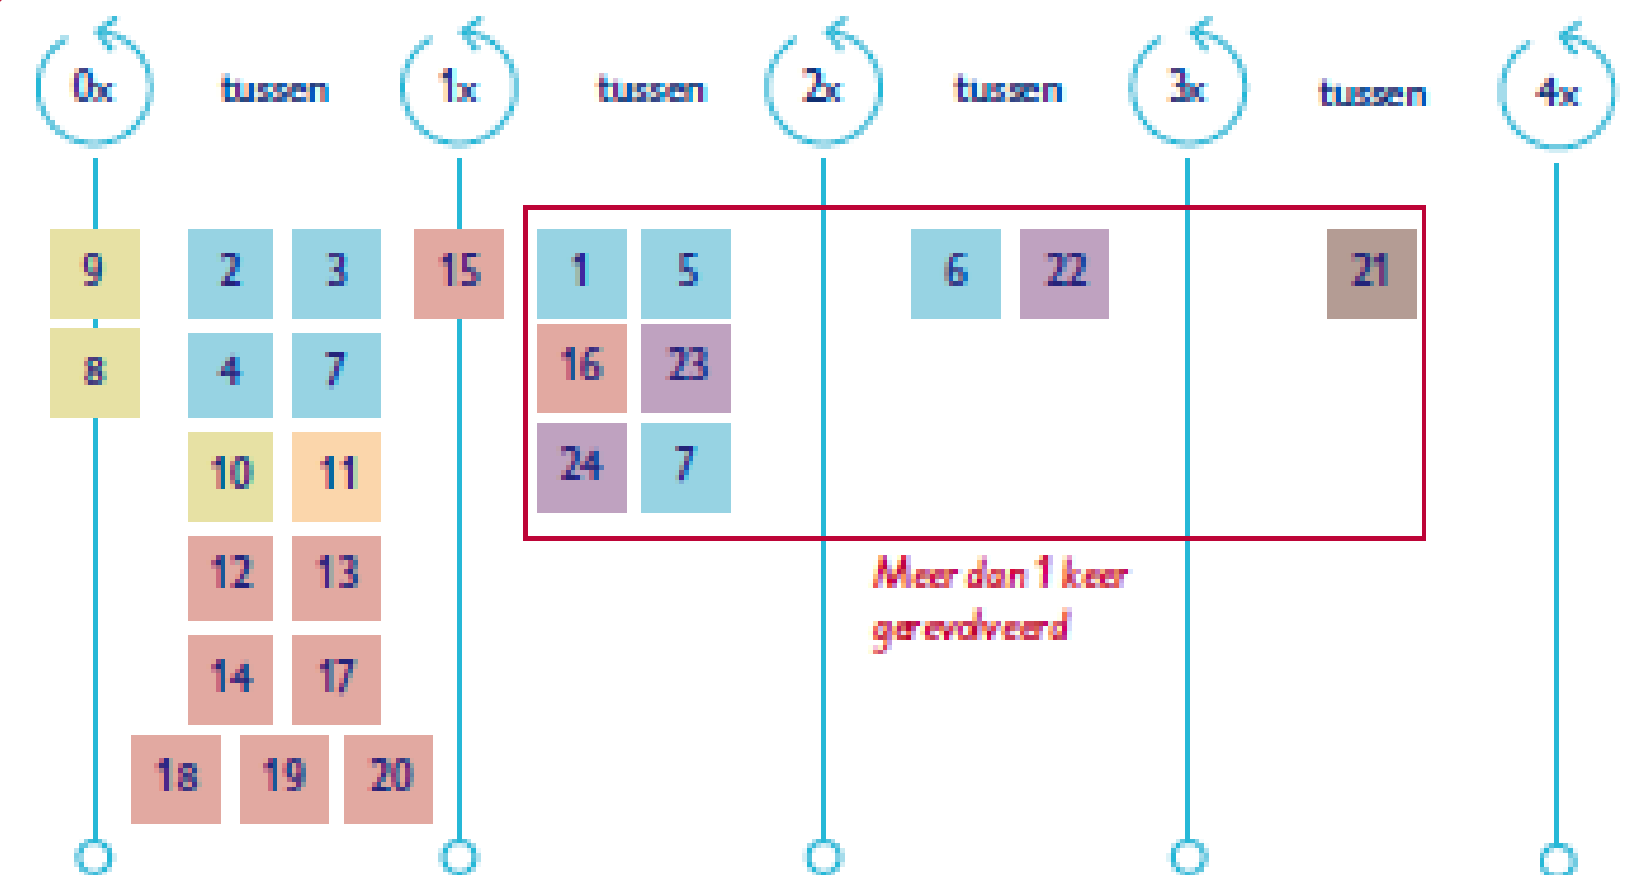 0x tussen 1x tussen 2x tussen 3x tussen 4x
9 2 3 15 1 5 6 22 21
8 4 7 16 23
10 11 24 7
12 13
Meer dan 1 keer
gerevolveerd
14 17
18 19 20